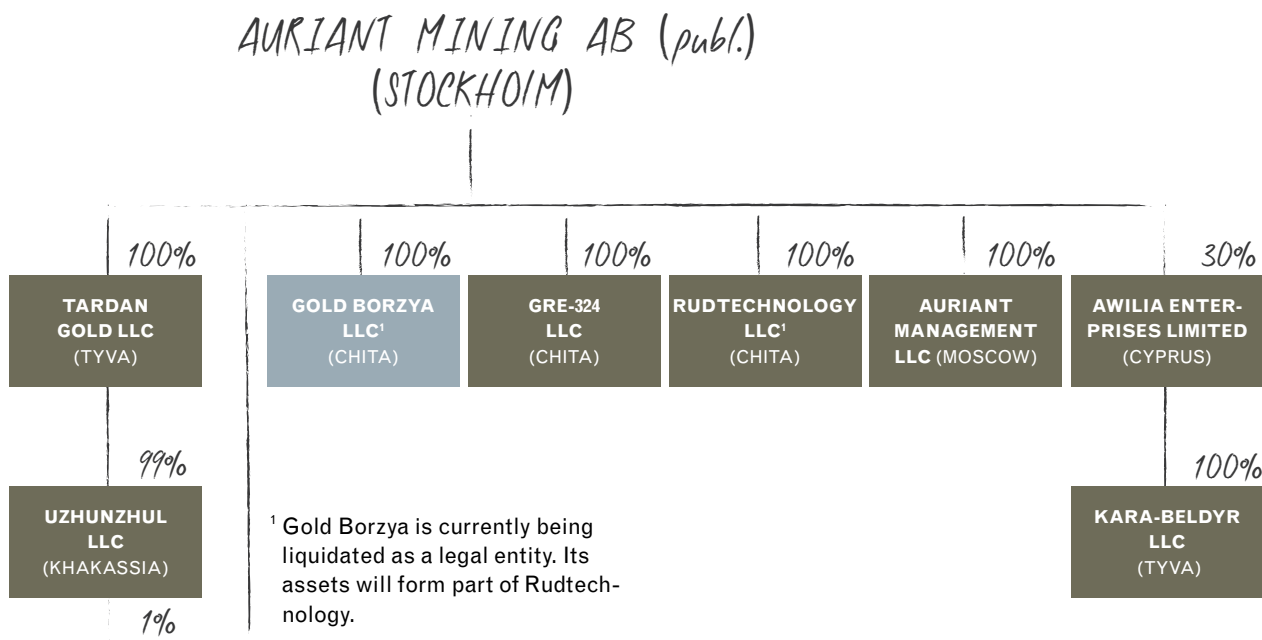 AURIANT MINING AB (publ.)
(STOCKHOLM)
100%
TARDAN
GOLD LLC
(TYVA)
100%
GOLD BORZYA
LLC¹
(CHITA)
100%
GRE-324
LLC
(CHITA)
100%
RUDTECHNOLOGY
LLC¹
(CHITA)
100%
AURIANT
MANAGEMENT
LLC (MOSCOW)
30%
AWILIA ENTER-
PRISES LIMITED
(CYPRUS)
99%
UZHUNZHUL
LLC
(KHAKASSIA)
1%
¹ Gold Borzya is currently being
liquidated as a legal entity. Its
assets will form part of Rudtech-
nology.
100%
KARA-BELDYR
LLC
(TYVA)